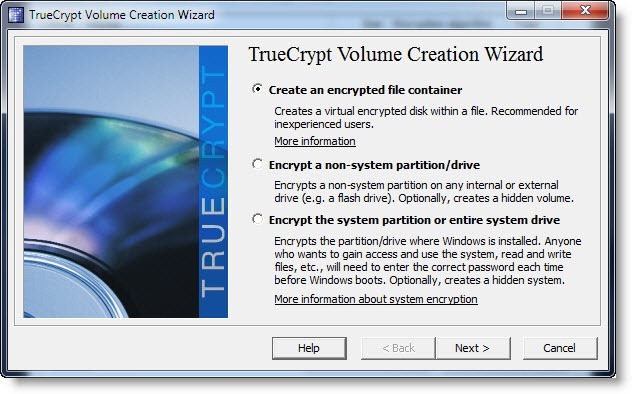 TrueCrypt Volume Creation Wizard
TRUECRYPT
TrueCrypt Volume Creation Wizard
Create an encrypted file container
Creates a virtual encrypted disk within a file. Recommended for
inexperienced users.
More information
Encrypt a non-system partition/drive
Encrypts a non-system partition on any internal or external
drive (e.g. a flash drive). Optionally, creates a hidden volume.
Encrypt the system partition or entire system drive
Encrypts the partition/drive where Windows is installed. Anyone
who wants to gain access and use the system, read and write
files, etc., will need to enter the correct password each time
before Windows boots. Optionally, creates a hidden system.
More information about system encryption
Help
< Back
Next >
Cancel